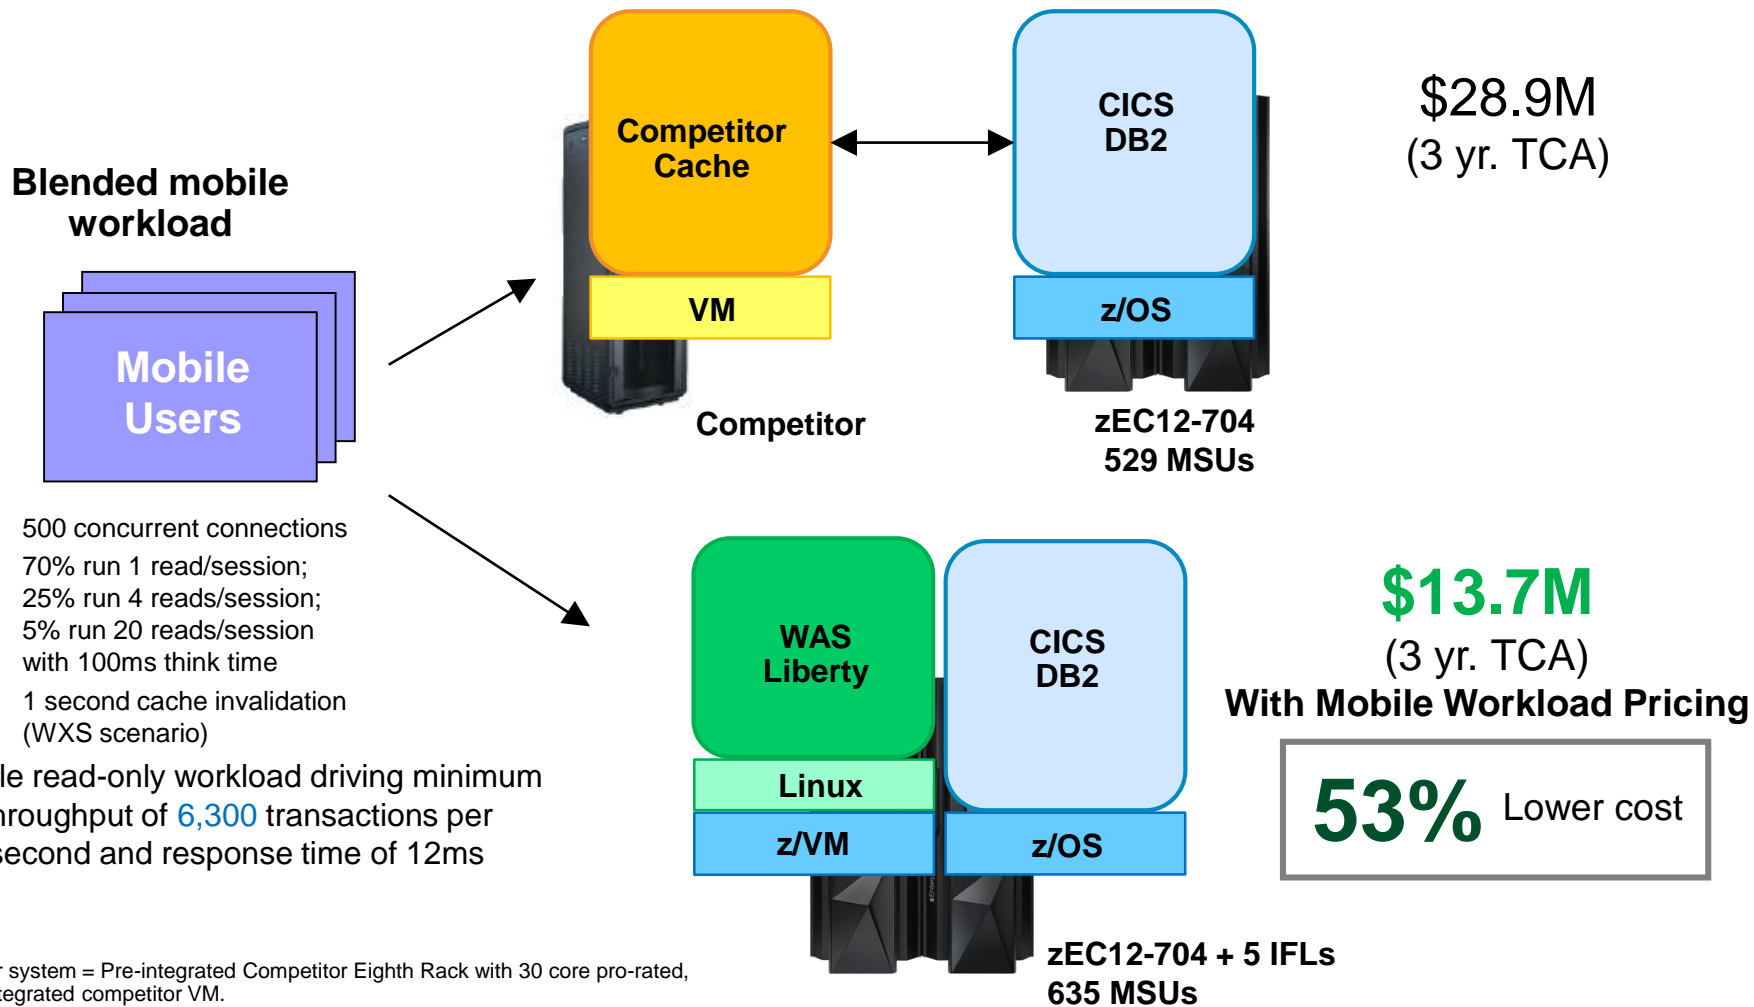 Blended mobile
workload
Mobile
Users
500 concurrent connections
70% run 1 read/session;
25% run 4 reads/session;
5% run 20 reads/session
with 100ms think time
1 second cache invalidation
(WXS scenario)
read-only workload driving minimum
of 6,300 transactions per
second and response time of 12ms
system = Pre-integrated Competitor Eighth Rack with 30 core pro-rated,
competitor VM.
Competitor
Cache
VM
Competitor
CICS
DB2
z/OS
zEC12-704
529 MSUs
$28.9M
(3 yr. TCA)
WAS
Liberty
Linux
z/VM
CICS
DB2
z/OS
zEC12-704 + 5 IFLs
635 MSUs
$13.7M
(3 yr. TCA)
With Mobile Workload Pricing
53% Lower cost